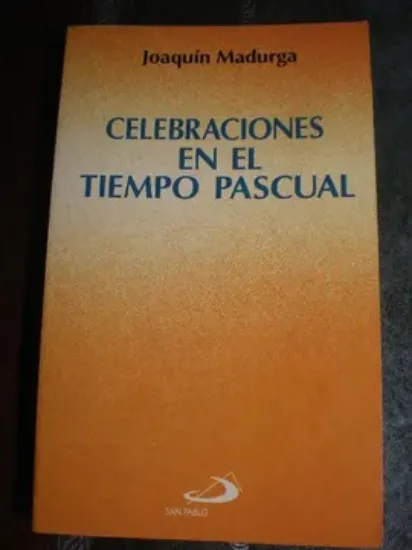 Joaquín Madurga
CELEBRACIONES
EN EL
TIEMPO PASCUAL
SAN PABLO